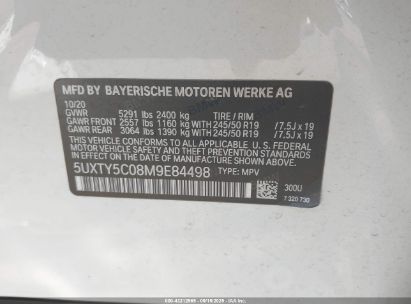 MFD BY BAYERISCHE MOTOREN WERKE AG
10/20
GVWR 5291 lbs 2400 kg TIRE / RIM
GAWR FRONT 2557 lbs 1160 kg WITH 245/50 R19 /7.5J x 19
GAWR REAR 3064 lbs 1390 kg WITH 245/50 R19 /7.5J x 19
THIS VEHICLE CONFORMS TO ALL APPLICABLE U.S. FEDERAL
MOTOR VEHICLE SAFETY, BUMPER, AND THEFT PREVENTION
STANDARDS IN EFFECT ON THE DATE OF MANUFACTURE
SHOWN ABOVE.
5UXTY5C08M9E84498 TYPE: MPV
300U
7 320 730